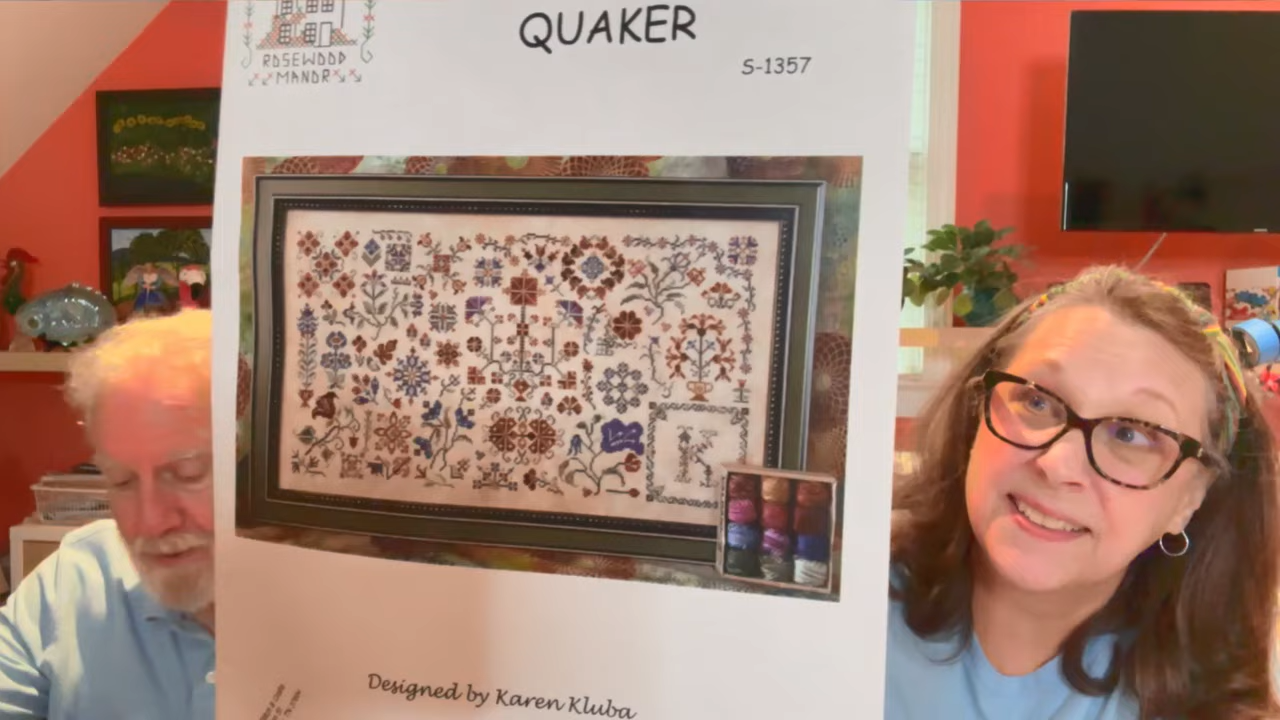 ROSEWOOD
MANOR
QUAKER
S-1357
K
Designed by Karen Kluba